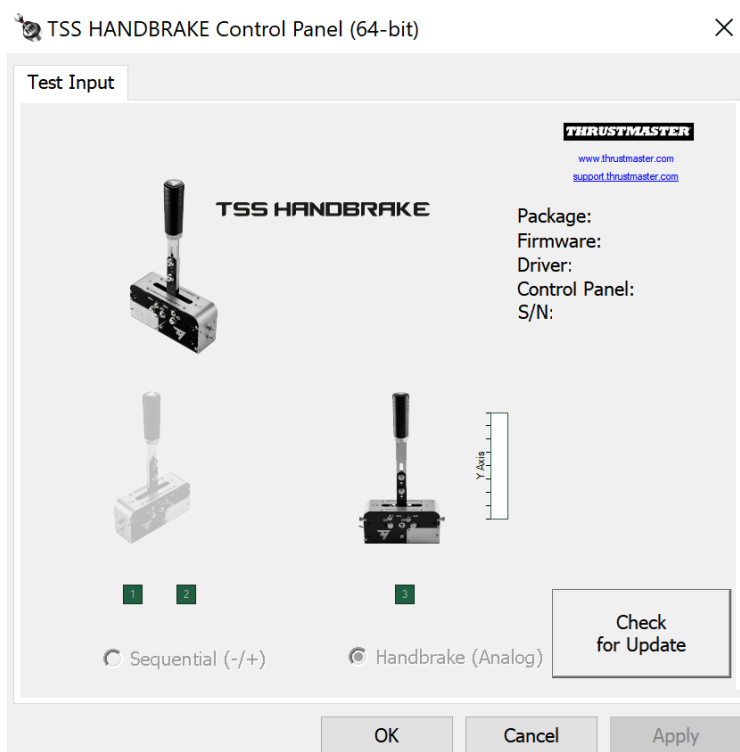 TSS HANDBRAKE Control Panel (64-bit)
Test Input
THRUSTMASTER
www.thrustmaster.com
support.thrustmaster.com
TSS HANDBRAKE
Package:
Firmware:
Driver:
Control Panel:
S/N:
Y Axis
1 2 3
Sequential (-/+)
Handbrake (Analog)
Check
for Update
OK Cancel Apply